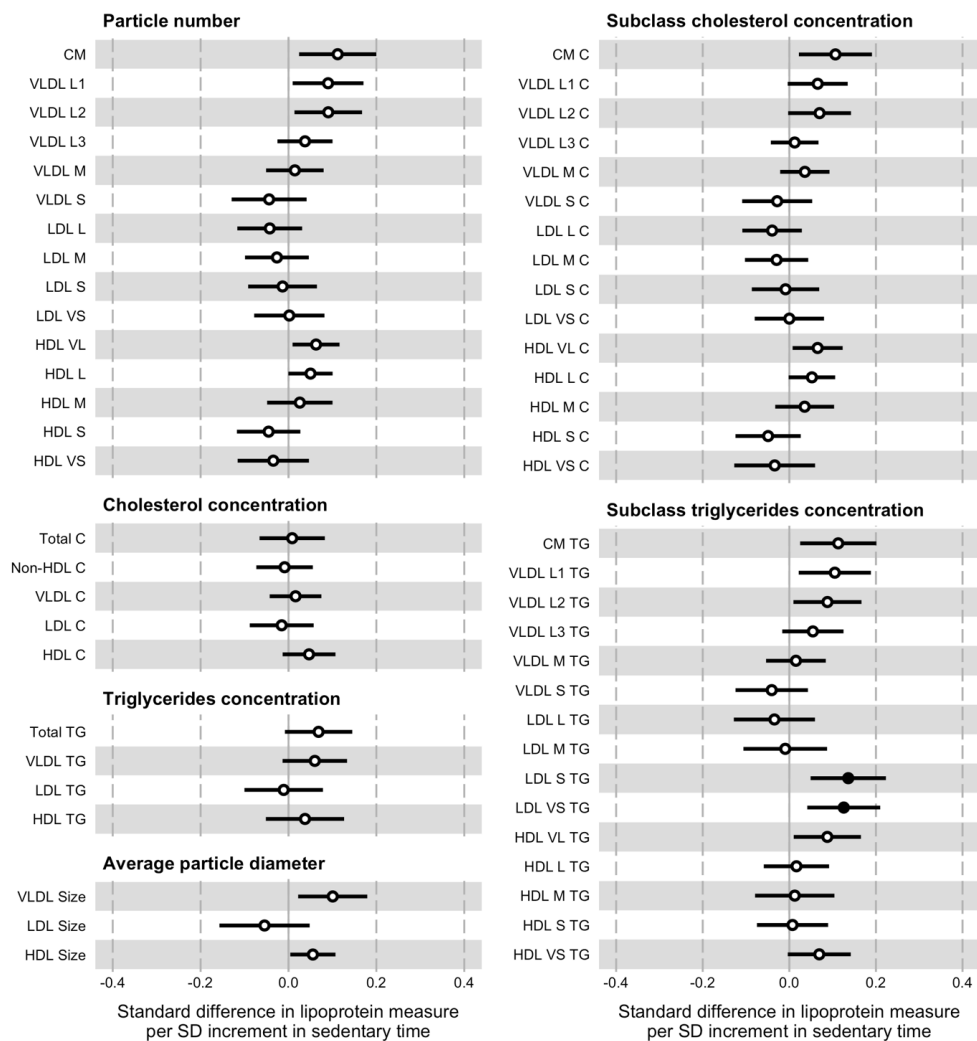 Particle number
CM
VLDL L1
VLDL L2
VLDL L3
VLDL M
VLDL S
LDL L
LDL M
LDL S
LDL VS
HDL VL
HDL L
HDL M
HDL S
HDL VS
Cholesterol concentration
Total C
Non-HDL C
VLDL C
LDL C
HDL C
Triglycerides concentration
Total TG
VLDL TG
LDL TG
HDL TG
Average particle diameter
VLDL Size
LDL Size
HDL Size
-0.4 -0.2 0.0 0.2 0.4
Standard difference in lipoprotein measure
per SD increment in sedentary time
Subclass cholesterol concentration
CM C
VLDL L1 C
VLDL L2 C
VLDL L3 C
VLDL M C
VLDL S C
LDL L C
LDL M C
LDL S C
LDL VS C
HDL VL C
HDL L C
HDL M C
HDL S C
HDL VS C
Subclass triglycerides concentration
CM TG
VLDL L1 TG
VLDL L2 TG
VLDL L3 TG
VLDL M TG
VLDL S TG
LDL L TG
LDL M TG
LDL S TG
LDL VS TG
HDL VL TG
HDL L TG
HDL M TG
HDL S TG
HDL VS TG
-0.4 -0.2 0.0 0.2 0.4
Standard difference in lipoprotein measure
per SD increment in sedentary time